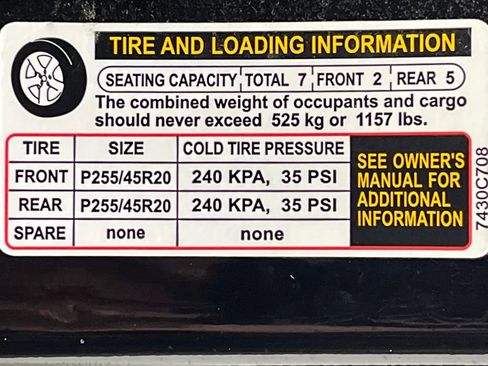 TIRE AND LOADING INFORMATION
SEATING CAPACITY TOTAL 7 FRONT 2 REAR 5
The combined weight of occupants and cargo
should never exceed 525 kg or 1157 lbs.
TIRE SIZE COLD TIRE PRESSURE
FRONT P255/45R20 240 KPA, 35 PSI
REAR P255/45R20 240 KPA, 35 PSI
SPARE none none
SEE OWNER'S
MANUAL FOR
ADDITIONAL
INFORMATION
7430C708